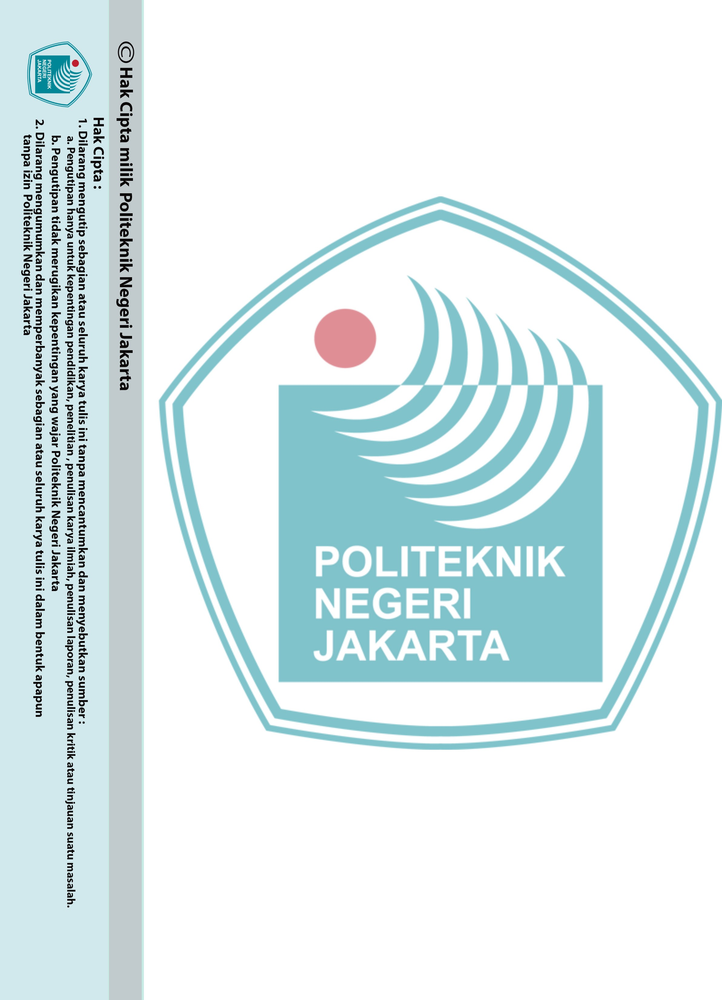 © Hak Cipta milik Politeknik Negeri Jakarta
Hak Cipta :
1. Dilarang mengutip sebagian atau seluruh karya tulis ini tanpa mencantumkan dan menyebutkan sumber :
a. Pengutipan hanya untuk kepentingan pendidikan, penelitian , penulisan karya ilmiah, penulisan laporan, penulisan kritik atau tinjauan suatu masalah.
b. Pengutipan tidak merugikan kepentingan yang wajar Politeknik Negeri Jakarta
2. Dilarang mengumumkan dan memperbanyak sebagian atau seluruh karya tulis ini dalam bentuk apapun
tanpa izin Politeknik Negeri Jakarta
POLITEKNIK
NEGERI
JAKARTA
POLITEKNIK
NEGERI
JAKARTA